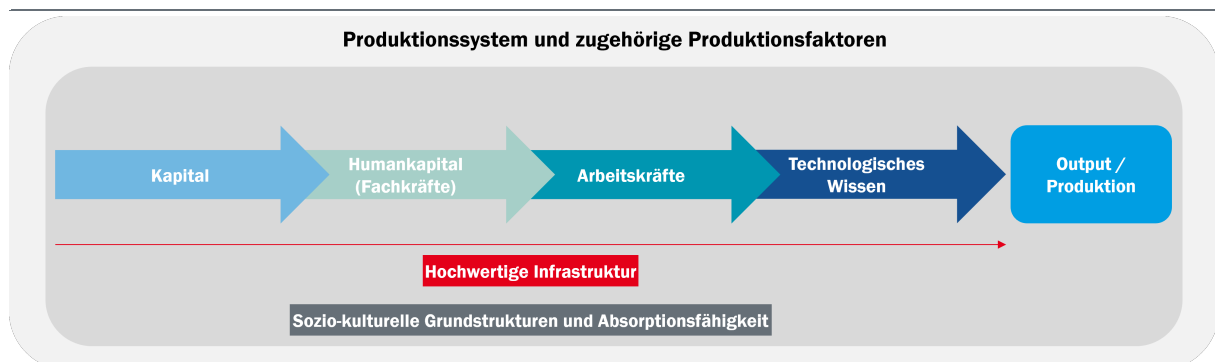 Produktionssystem und zugehörige Produktionsfaktoren
Kapital
Humankapital
(Fachkräfte)
Arbeitskräfte
Technologisches
Wissen
Output /
Produktion
Hochwertige Infrastruktur
Sozio-kulturelle Grundstrukturen und Absorptionsfähigkeit